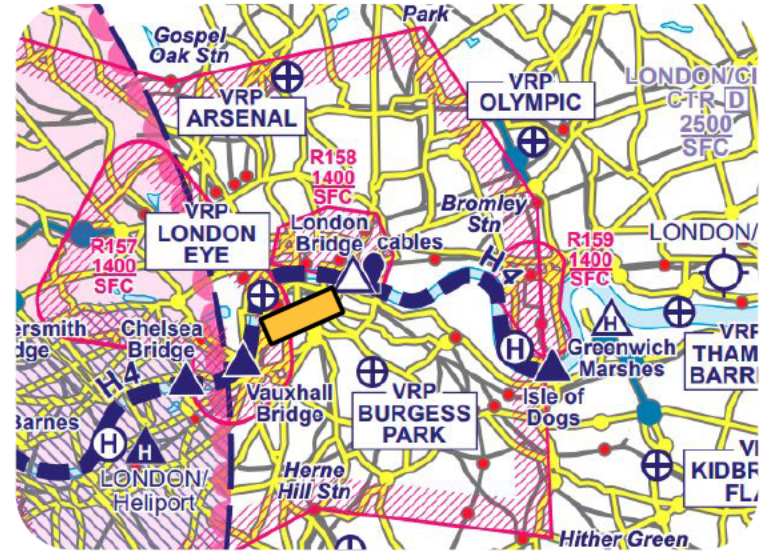 Park
Gospel
Oak Stn
VRP
ARSENAL
VRP
OLYMPIC
LONDON/CI
CTR D
2500
SFC
R158
1400
SFC
Bromley
Stn
VRP
LONDON
EYE
London
Bridge
cables
R157
1400
SFC
H4
R159
1400
SFC
LONDON/
ersmith
dge
Chelsea
Bridge
H4
H
Greenwich
Marshes
VRP
THAM
BARRI
Vauxhall
Bridge
H
Isle of
Dogs
VRP
BURGESS
PARK
Barnes
H
H
LONDON/
Heliport
Herne
Hill Stn
VI
KIDBR
FLA
Hither Green